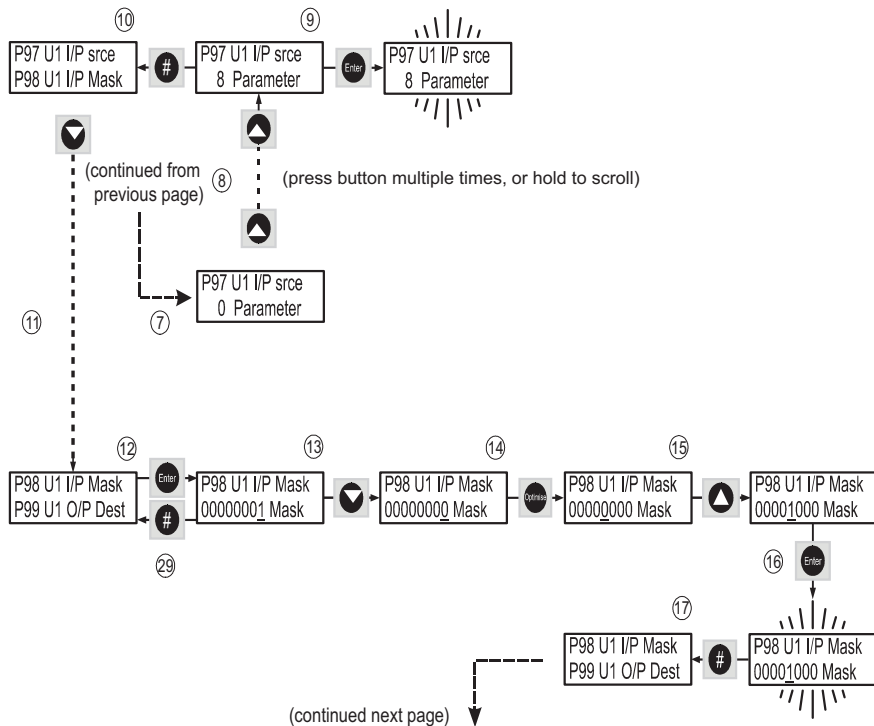 ⑩
⑨
P97 U1 I/P srce
P98 U1 I/P Mask
#
P97 U1 I/P srce
8 Parameter
Enter
P97 U1 I/P srce
8 Parameter
(continued from
previous page)
⑧
(press button multiple times, or hold to scroll)
P97 U1 I/P srce
0 Parameter
⑦
⑪
⑫
⑬
⑭
⑮
P98 U1 I/P Mask
P99 U1 O/P Dest
Enter
#
P98 U1 I/P Mask
00000001 Mask
P98 U1 I/P Mask
00000000 Mask
Optimise
P98 U1 I/P Mask
00000000 Mask
P98 U1 I/P Mask
00001000 Mask
㉙
⑯
Enter
⑰
P98 U1 I/P Mask
P99 U1 O/P Dest
#
P98 U1 I/P Mask
00001000 Mask
(continued next page)